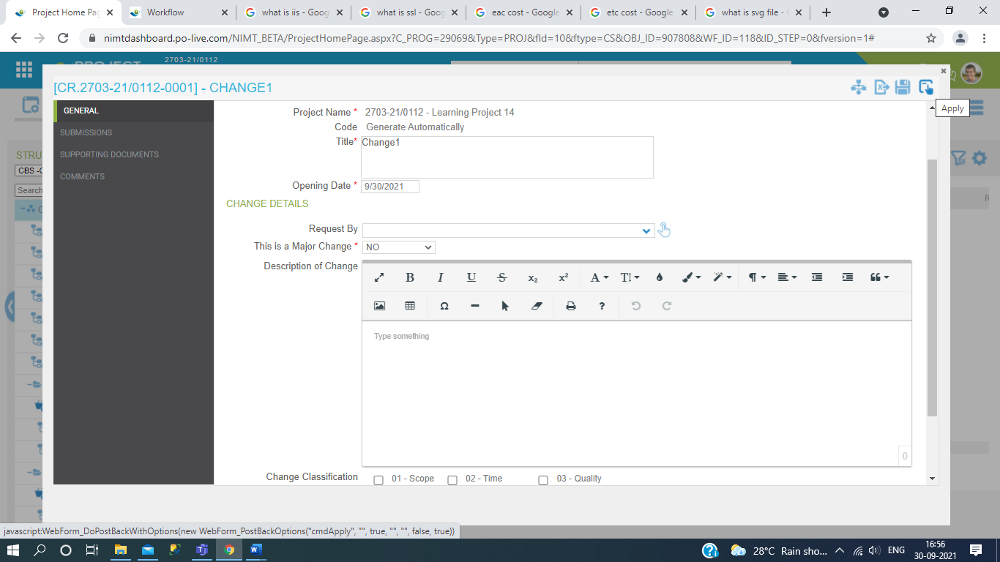 Project Home Pag
Workflow
what is iis - Goog
what is ssl - Goog
eac cost - Google
etc cost - Google
what is svg file -
nimtdashboard.po-live.com/NIMT_BETA/ProjectHomePage.aspx?C_PROG=29069&Type=PROJ&fId=10&ftype=CS&OBJ_ID=907808&WF_ID=118&ID_STEP=0&fversion=1#
PROJECT
2703-21/0112
[CR.2703-21/0112-0001] - CHANGE1
Apply
GENERAL
SUBMISSIONS
SUPPORTING DOCUMENTS
COMMENTS
STRU
CBS -C
Search
Project Name * 2703-21/0112 - Learning Project 14
Code Generate Automatically
Title* Change1
Opening Date * 9/30/2021
CHANGE DETAILS
Request By
This is a Major Change * NO
Description of Change
B I U S x₂ x² A T
Ω ?
Type something
0
Change Classification 01 - Scope 02 - Time 03 - Quality
javascript:WebForm_DoPostBackWithOptions(new WebForm_PostBackOptions("cmdApply", "", true, "", "", false, true))
28°C Rain sho... ENG
16:56
30-09-2021